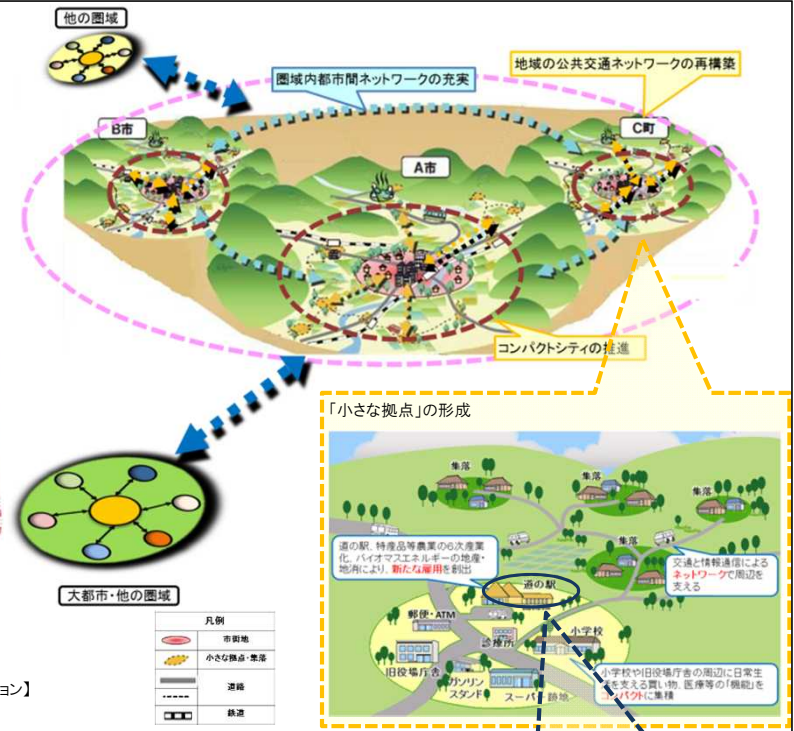 他の圏域
圏域内都市間ネットワークの充実
地域の公共交通ネットワークの再構築
B市
A市
C町
コンパクトシティの推進
「小さな拠点」の形成
集落
集落
集落
集落
道の駅、特産品等農業の6次産業
化、バイオマスエネルギーの地産・
地消により、新たな雇用を創出
交通と情報通信による
ネットワークで周辺を
支える
道の駅
郵便・ATM
診療所
小学校
旧役場庁舎
ガソリン
スタンド
スーパー跡地
小学校や旧役場庁舎の周辺に日常生
活を支える買い物、医療等の「機能」を
コンパクトに集積
大都市・他の圏域
凡例
市街地
小さな拠点・集落
道路
鉄道
ョン】